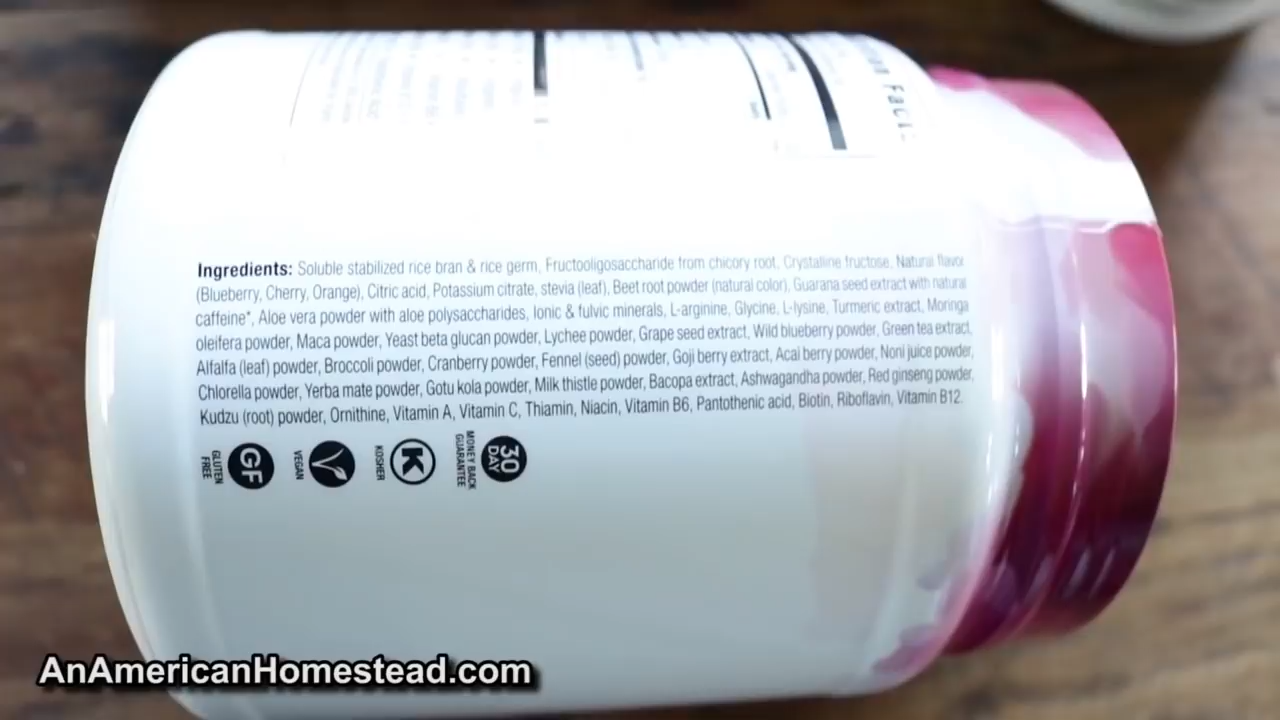 Ingredients: Soluble stabilized rice bran & rice germ, Fructooligosaccharide from chicory root, Crystalline fructose, Natural flavor
(Blueberry, Cherry, Orange), Citric acid, Potassium citrate, stevia (leaf), Beet root powder (natural color), Guarana seed extract with natural
caffeine*, Aloe vera powder with aloe polysaccharides, Ionic & fulvic minerals, L-arginine, Glycine, L-lysine, Turmeric extract, Moringa
oleifera powder, Maca powder, Yeast beta glucan powder, Lychee powder, Grape seed extract, Wild blueberry powder, Green tea extract,
Alfalfa (leaf) powder, Broccoli powder, Cranberry powder, Fennel (seed) powder, Goji berry extract, Acai berry powder, Noni juice powder,
Chlorella powder, Yerba mate powder, Gotu kola powder, Milk thistle powder, Bacopa extract, Ashwagandha powder, Red ginseng powder,
Kudzu (root) powder, Ornithine, Vitamin A, Vitamin C, Thiamin, Niacin, Vitamin B6, Pantothenic acid, Biotin, Riboflavin, Vitamin B12.
GF
GLUTEN
FREE
V
VEGAN
K
KOSHER
30
DAY
MONEY BACK
GUARANTEE
AnAmericanHomestead.com